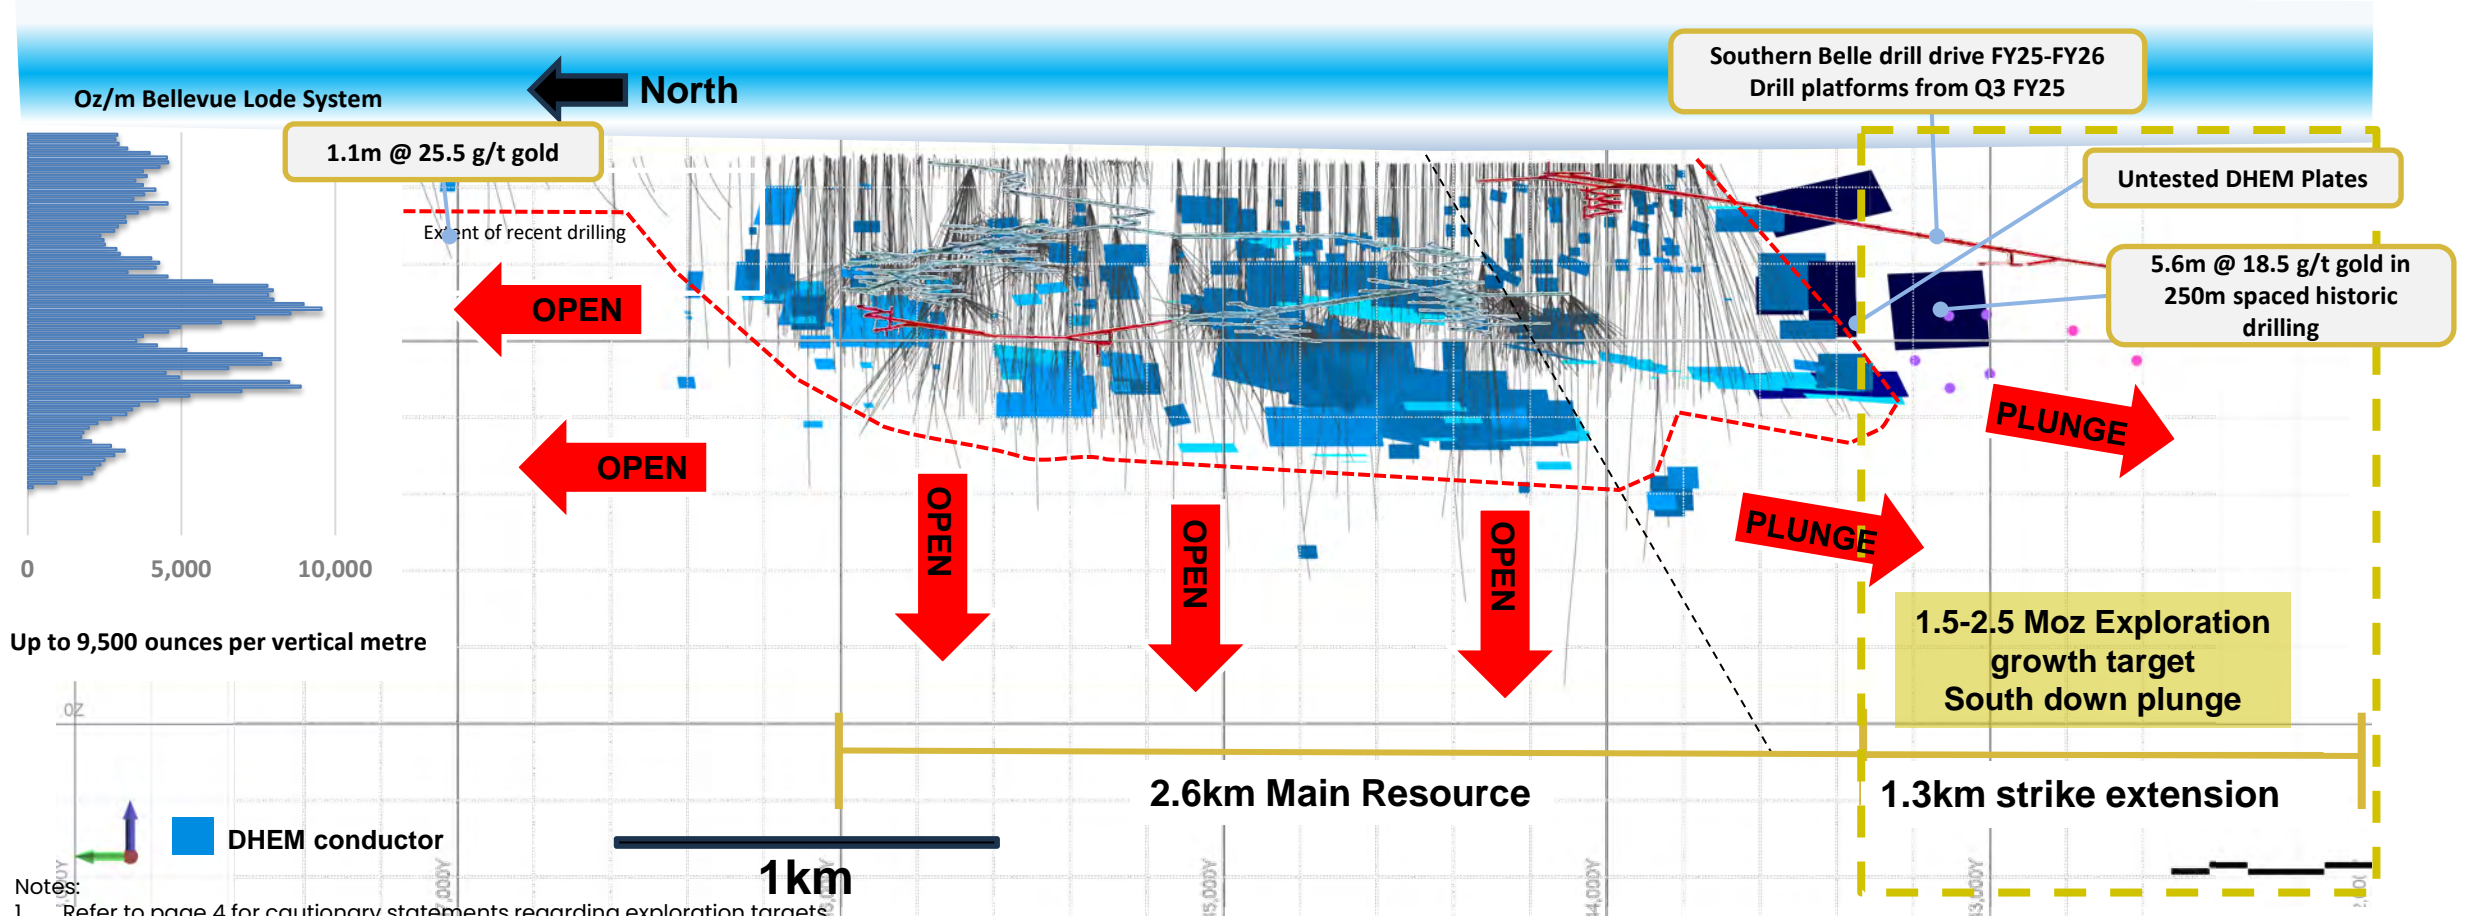 Southern Belle drill drive FY25-FY26
Drill platforms from Q3 FY25
North
Oz/m Bellevue Lode System
1.1m @ 25.5 g/t gold
Untested DHEM Plates
Extent of recent drilling
5.6m @ 18.5 g/t gold in
250m spaced historic
drilling
OPEN
OPEN
OPEN
OPEN
OPEN
PLUNGE
PLUNGE
0 5,000 10,000
Up to 9,500 ounces per vertical metre
1.5-2.5 Moz Exploration
growth target
South down plunge
0Z
2.6km Main Resource
1.3km strike extension
DHEM conductor
1km
Notes:
1 Refer to page 4 for cautionary statements regarding exploration targets